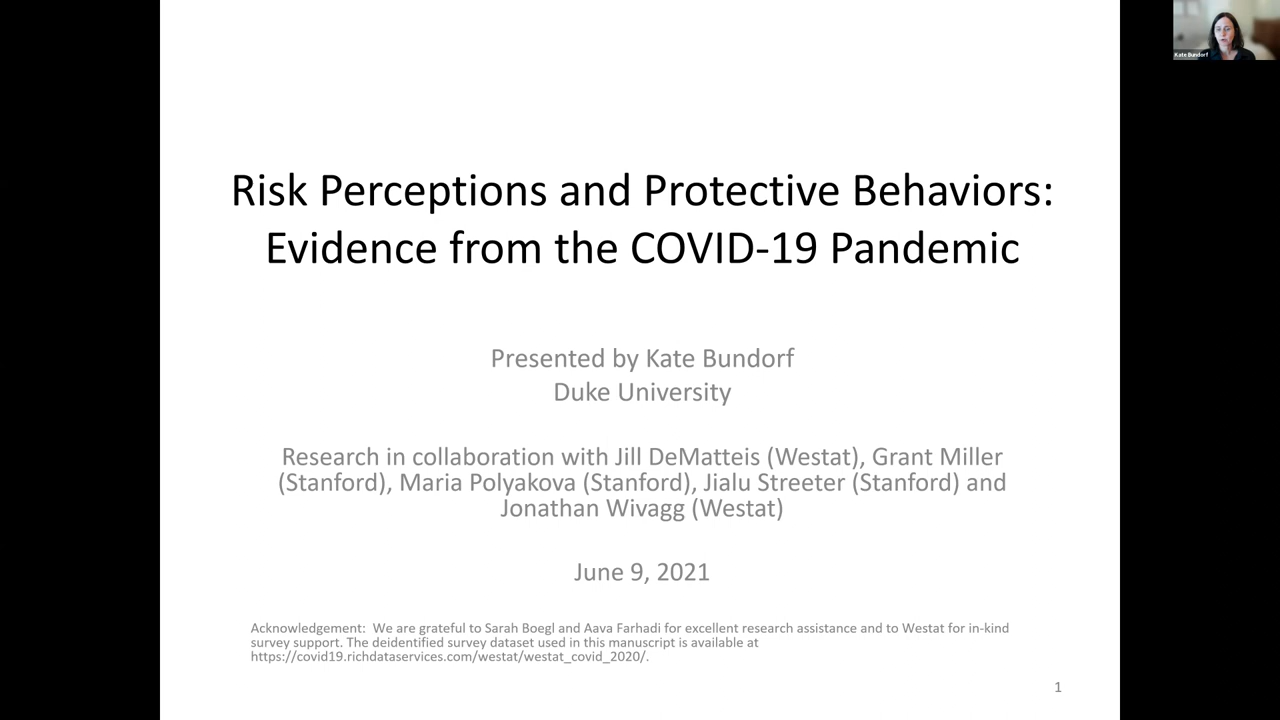 Kate Bundorf
Risk Perceptions and Protective Behaviors:
Evidence from the COVID-19 Pandemic
Presented by Kate Bundorf
Duke University
Research in collaboration with Jill DeMatteis (Westat), Grant Miller
(Stanford), Maria Polyakova (Stanford), Jialu Streeter (Stanford) and
Jonathan Wivagg (Westat)
June 9, 2021
Acknowledgement:  We are grateful to Sarah Boegl and Aava Farhadi for excellent research assistance and to Westat for in-kind
survey support. The deidentified survey dataset used in this manuscript is available at
https://covid19.richdataservices.com/westat/westat_covid_2020/.
1